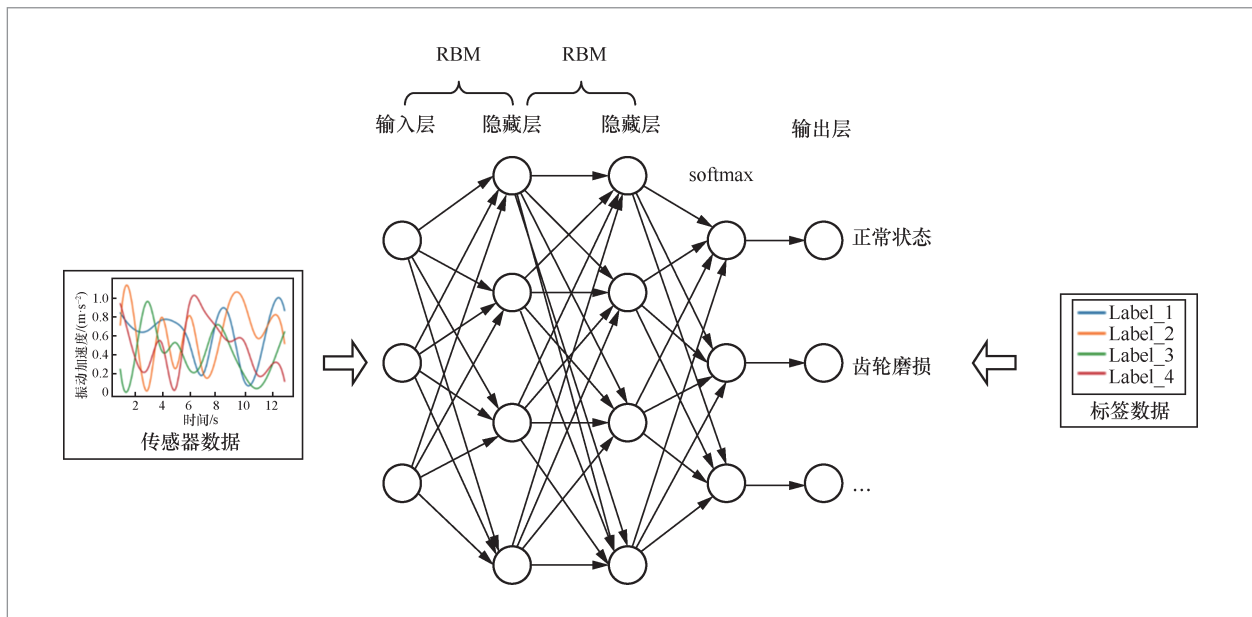 RBM
RBM
输入层
隐藏层
隐藏层
输出层
softmax
正常状态
齿轮磨损
…
振动加速度/(m·s⁻²)
1.0
0.8
0.6
0.4
0.2
0
2
4
6
8
10
12
时间/s
传感器数据
Label_1
Label_2
Label_3
Label_4
标签数据